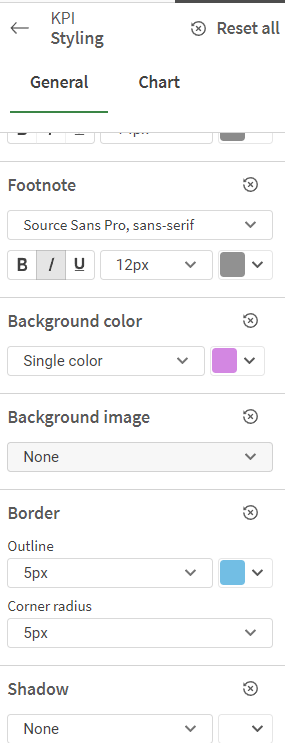 KPI
Styling
Reset all
General
Chart
Footnote
Source Sans Pro, sans-serif
B I U 12px
Background color
Single color
Background image
None
Border
Outline
5px
Corner radius
5px
Shadow
None